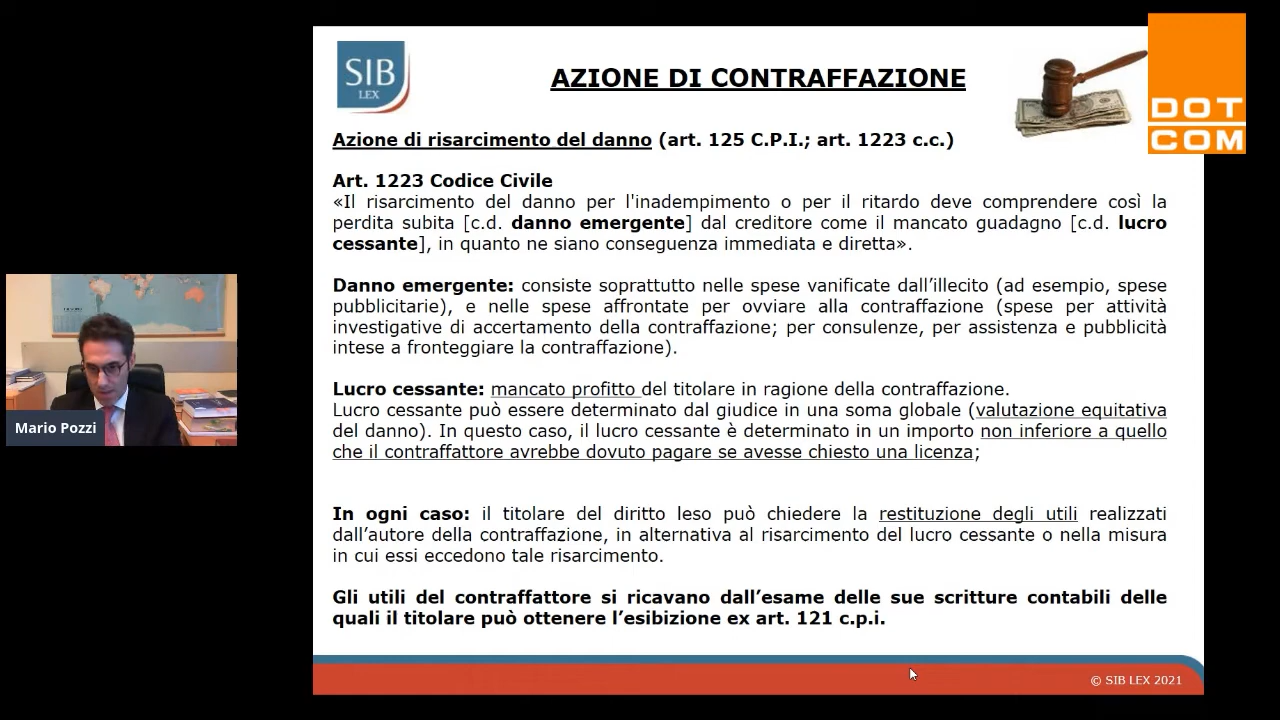 SIB
LEX
AZIONE DI CONTRAFFAZIONE
DOT
COM
Azione di risarcimento del danno (art. 125 C.P.I.; art. 1223 c.c.)
Art. 1223 Codice Civile
«Il risarcimento del danno per l'inadempimento o per il ritardo deve comprendere così la
perdita subita [c.d. danno emergente] dal creditore come il mancato guadagno [c.d. lucro
cessante], in quanto ne siano conseguenza immediata e diretta».
Danno emergente: consiste soprattutto nelle spese vanificate dall’illecito (ad esempio, spese
pubblicitarie), e nelle spese affrontate per ovviare alla contraffazione (spese per attività
investigative di accertamento della contraffazione; per consulenze, per assistenza e pubblicità
intese a fronteggiare la contraffazione).
Lucro cessante: mancato profitto del titolare in ragione della contraffazione.
Lucro cessante può essere determinato dal giudice in una soma globale (valutazione equitativa
del danno). In questo caso, il lucro cessante è determinato in un importo non inferiore a quello
che il contraffattore avrebbe dovuto pagare se avesse chiesto una licenza;
In ogni caso: il titolare del diritto leso può chiedere la restituzione degli utili realizzati
dall’autore della contraffazione, in alternativa al risarcimento del lucro cessante o nella misura
in cui essi eccedono tale risarcimento.
Gli utili del contraffattore si ricavano dall’esame delle sue scritture contabili delle
quali il titolare può ottenere l’esibizione ex art. 121 c.p.i.
© SIB LEX 2021
Mario Pozzi